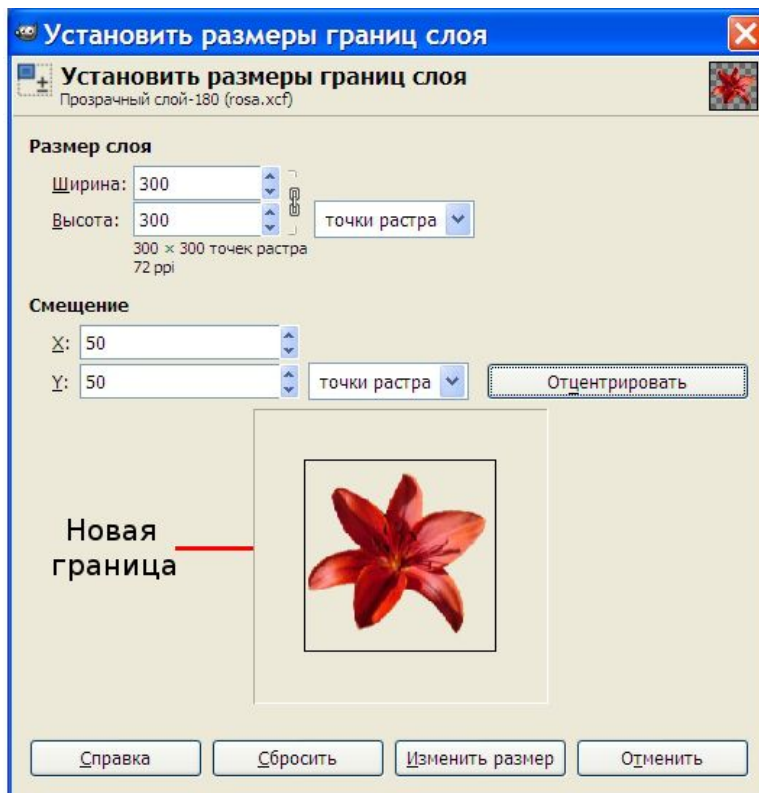 Установить размеры границ слоя
Установить размеры границ слоя
Прозрачный слой-180 (rosa.xcf)
Размер слоя
Ширина: 300
Высота: 300 точки растра
300 × 300 точек растра
72 ppi
Смещение
X: 50
Y: 50 точки растра Отцентрировать
Новая
граница
Справка Сбросить Изменить размер Отменить